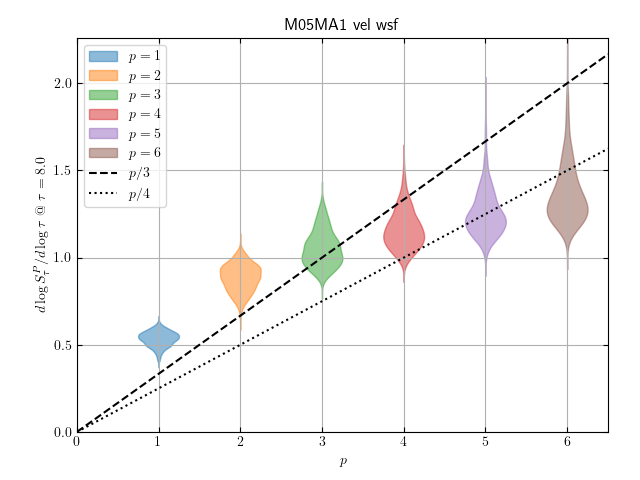 M05MA1 vel wsf
d log S_τ^P / d log τ @ τ = 8.0
2.0
1.5
1.0
0.5
0.0
p = 1
p = 2
p = 3
p = 4
p = 5
p = 6
p/3
p/4
0 1 2 3 4 5 6
p